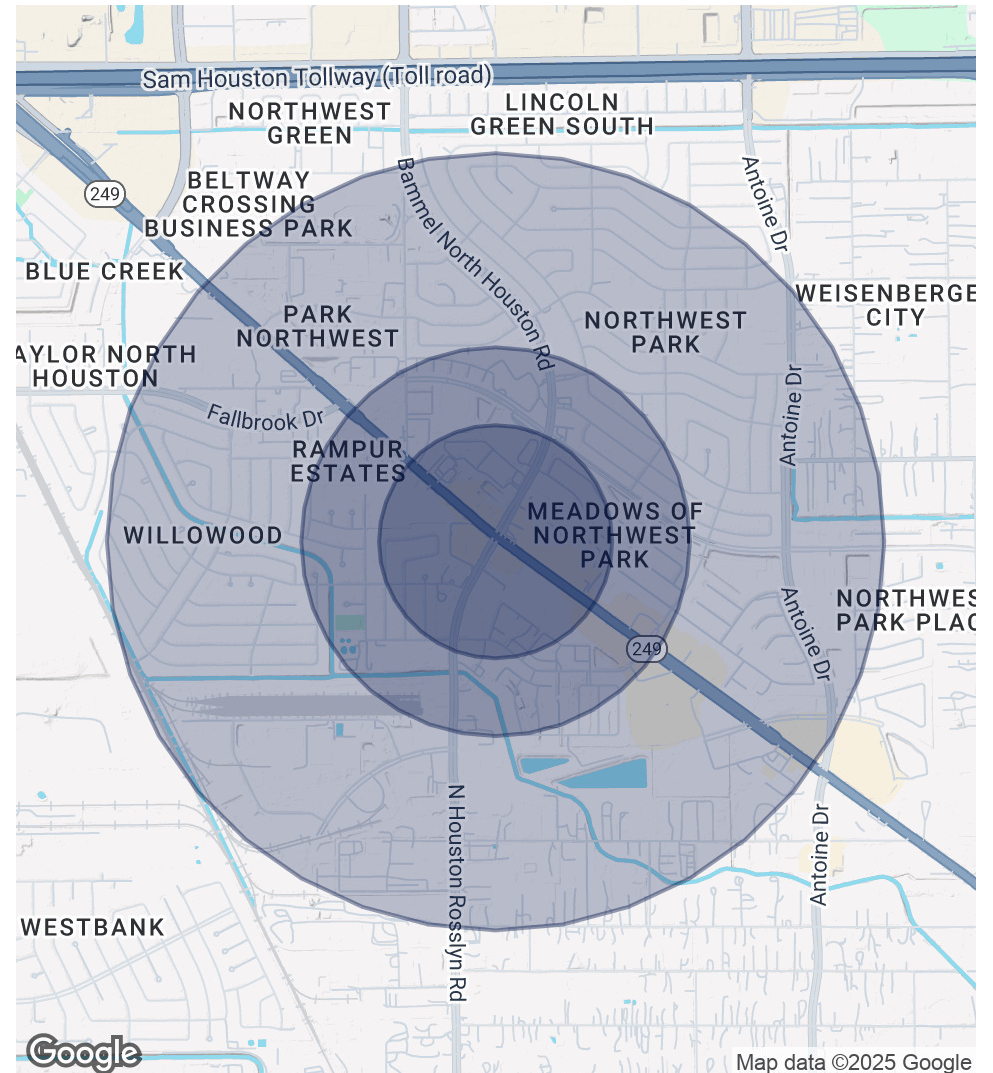 Sam Houston Tollway (Toll road)
NORTHWEST
GREEN
LINCOLN
GREEN SOUTH
249
BELTWAY
CROSSING
BUSINESS PARK
Bammel North Houston Rd
Antoine Dr
BLUE CREEK
WEISENBERGE
CITY
PARK
NORTHWEST
NORTHWEST
PARK
AYLOR NORTH
HOUSTON
Fallbrook Dr
Antoine Dr
RAMPUR
ESTATES
WILLOWOOD
MEADOWS OF
NORTHWEST
PARK
NORTHWES
PARK PLAC
Antoine Dr
249
N Houston Rosslyn Rd
Antoine Dr
WESTBANK
Google
Map data ©2025 Google